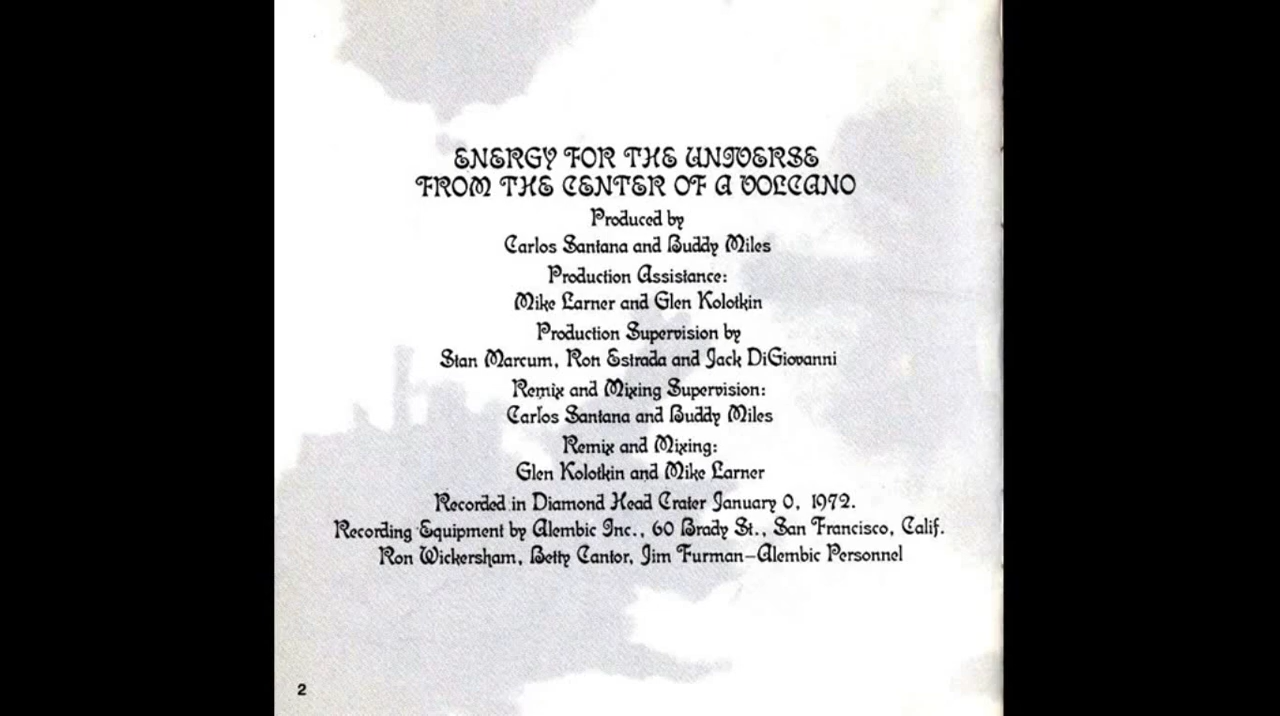 ENERGY FOR THE UNIVERSE
FROM THE CENTER OF A VOLCANO
Produced by
Carlos Santana and Buddy Miles
Production Assistance:
Mike Larner and Glen Kolotkin
Production Supervision by
Stan Marcum, Ron Estrada and Jack DiGiovanni
Remix and Mixing Supervision:
Carlos Santana and Buddy Miles
Remix and Mixing:
Glen Kolotkin and Mike Larner
Recorded in Diamond Head Crater January 0, 1972.
Recording Equipment by Alembic Inc., 60 Brady St., San Francisco, Calif.
Ron Wickersham, Betty Cantor, Jim Furman–Alembic Personnel
2